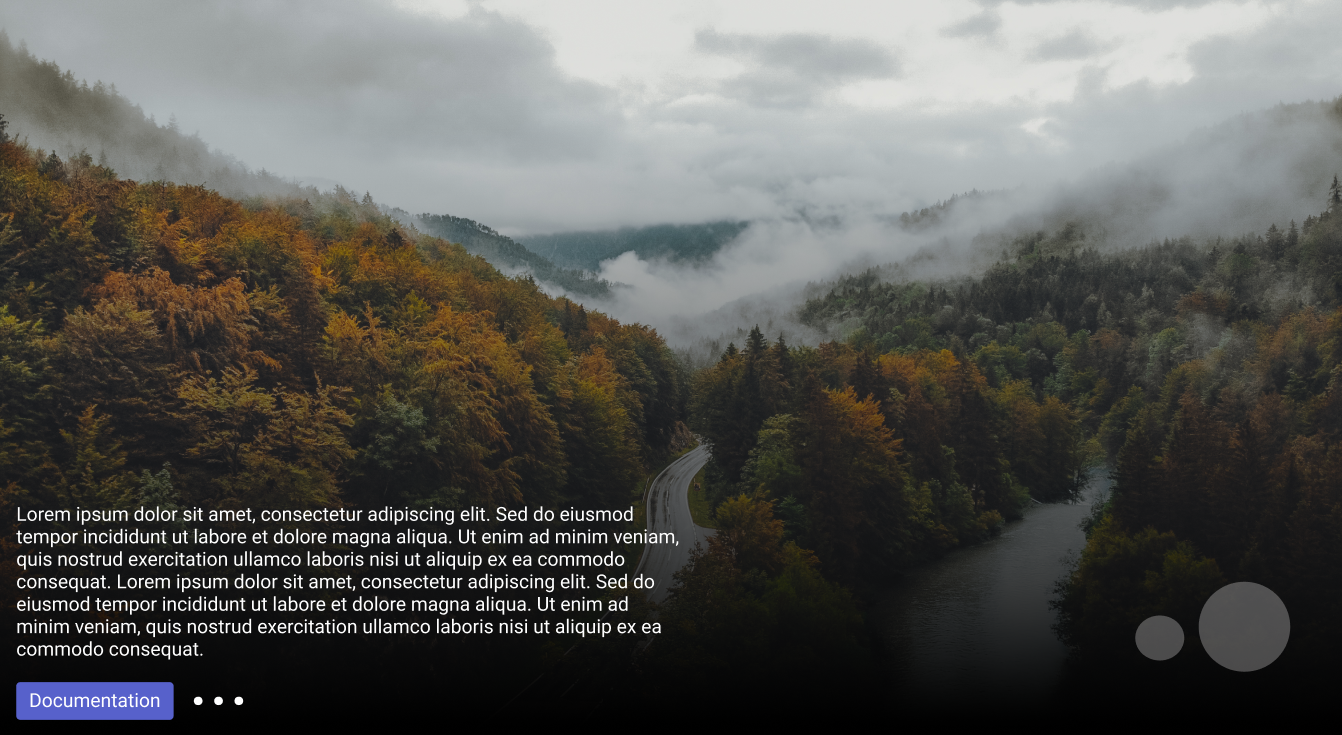 Lorem ipsum dolor sit amet, consectetur adipiscing elit. Sed do eiusmod
tempor incididunt ut labore et dolore magna aliqua. Ut enim ad minim veniam,
quis nostrud exercitation ullamco laboris nisi ut aliquip ex ea commodo
consequat. Lorem ipsum dolor sit amet, consectetur adipiscing elit. Sed do
eiusmod tempor incididunt ut labore et dolore magna aliqua. Ut enim ad
minim veniam, quis nostrud exercitation ullamco laboris nisi ut aliquip ex ea
commodo consequat.
Documentation